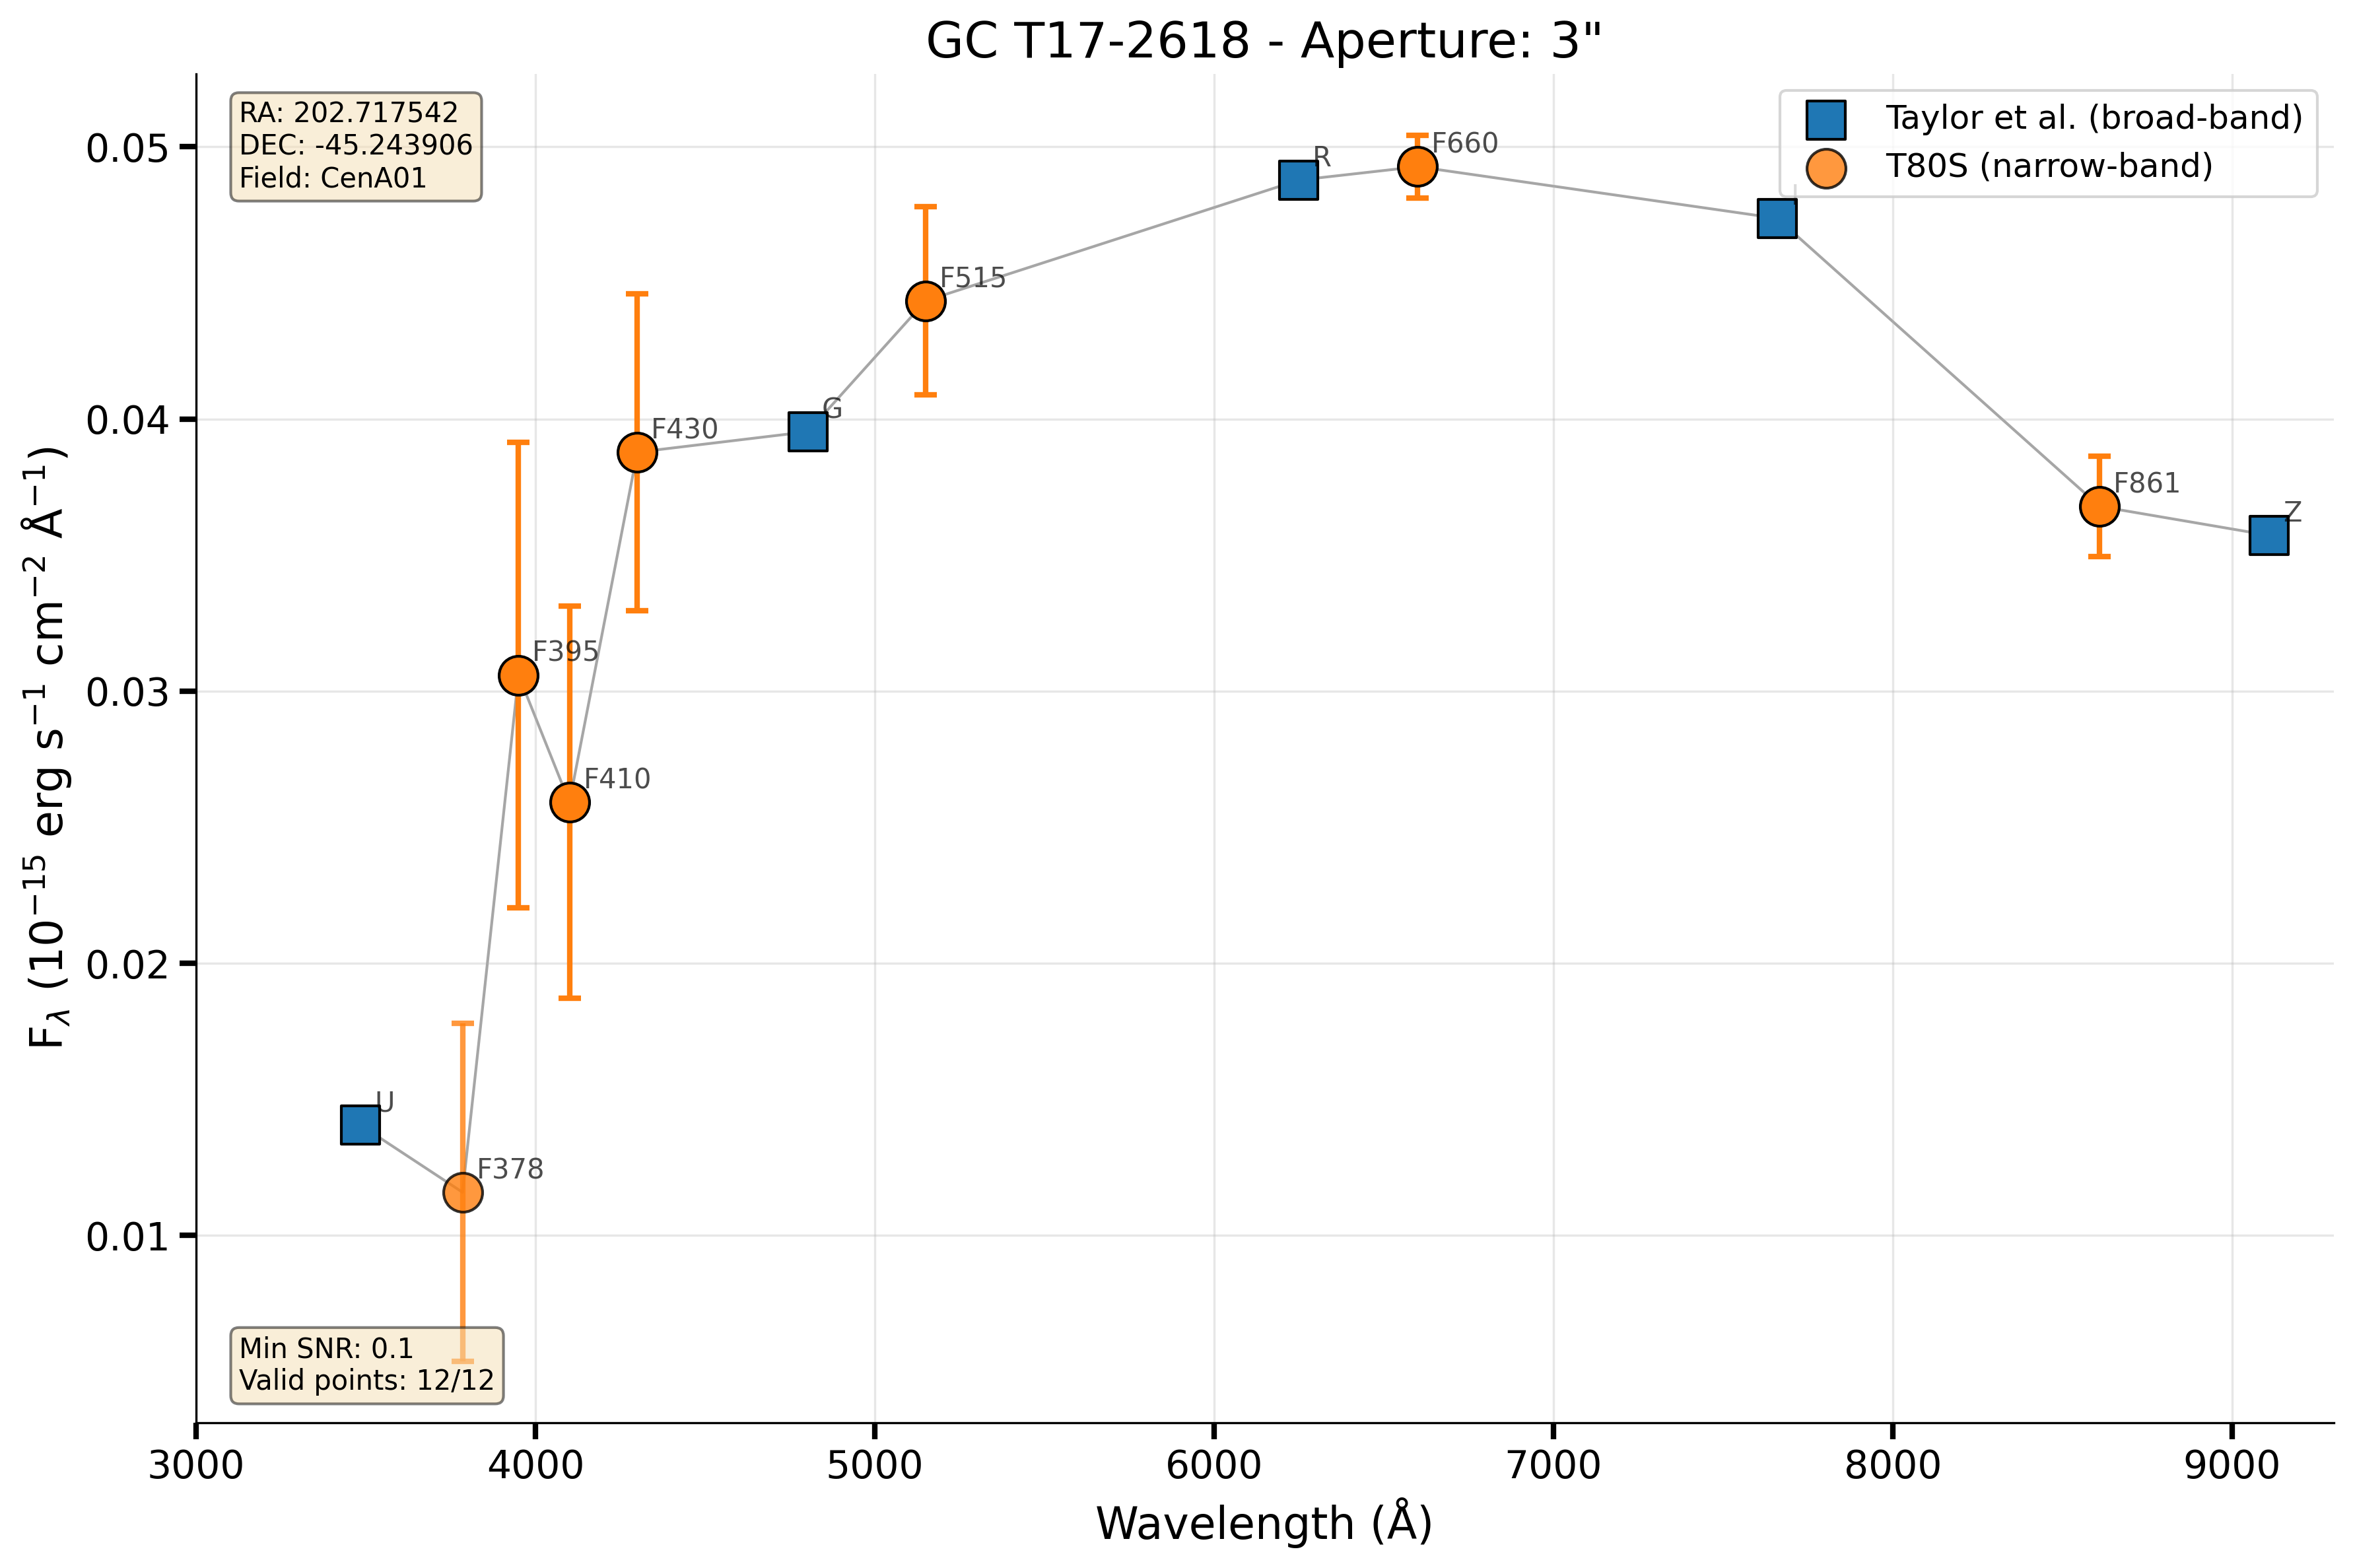 GC T17-2618 - Aperture: 3"
RA: 202.717542
DEC: -45.243906
Field: CenA01
Taylor et al. (broad-band)
T80S (narrow-band)
0.05
0.04
0.03
0.02
0.01
F_λ (10⁻¹⁵ erg s⁻¹ cm⁻² Å⁻¹)
U
F378
F395
F410
F430
G
F515
R
F660
F861
Z
Min SNR: 0.1
Valid points: 12/12
3000
4000
5000
6000
7000
8000
9000
Wavelength (Å)